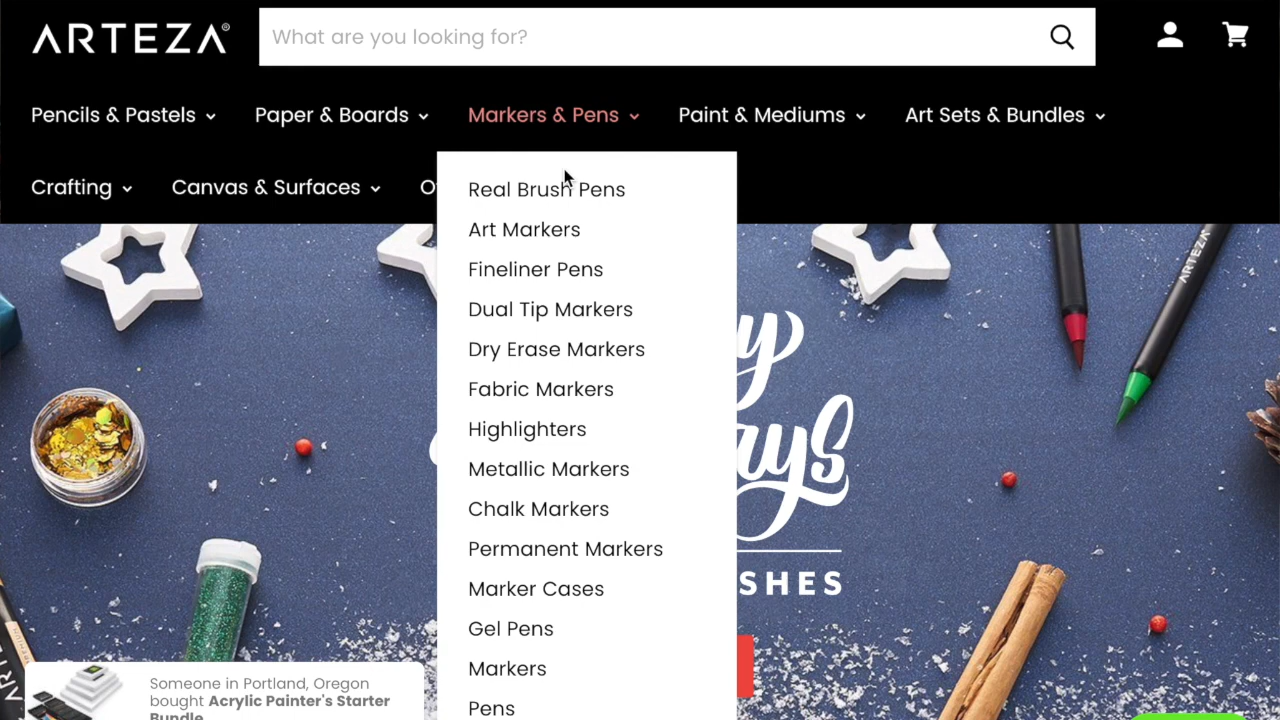 ARTEZA®
What are you looking for?
Pencils & Pastels
Paper & Boards
Markers & Pens
Paint & Mediums
Art Sets & Bundles
Crafting
Canvas & Surfaces
O
Real Brush Pens
Art Markers
Fineliner Pens
Dual Tip Markers
Dry Erase Markers
Fabric Markers
Highlighters
Metallic Markers
Chalk Markers
Permanent Markers
Marker Cases
Gel Pens
Markers
Pens
ARTEZA
y
ays
SHES
Someone in Portland, Oregon
bought Acrylic Painter's Starter
Bundle